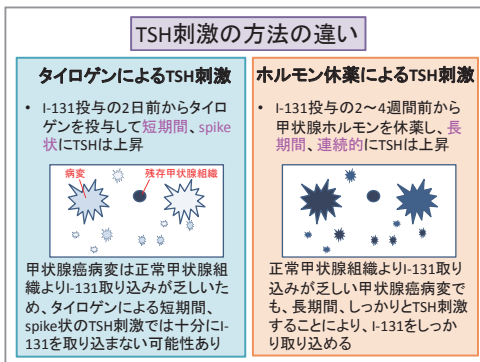 TSH刺激の方法の違い
タイロゲンによるTSH刺激
• I-131投与の2日前からタイロ
ゲンを投与して短期間、spike
状にTSHは上昇
病変
残存甲状腺組織
甲状腺癌病変は正常甲状腺組
織よりI-131取り込みが乏しいた
め、タイロゲンによる短期間、
spike状のTSH刺激では十分にI-
131を取り込まない可能性あり
ホルモン休薬によるTSH刺激
• I-131投与の2～4週間前から
甲状腺ホルモンを休薬し、長
期間、連続的にTSHは上昇
正常甲状腺組織よりI-131取り
込みが乏しい甲状腺癌病変で
も、長期間、しっかりとTSH刺激
することにより、I-131をしっか
り取り込める